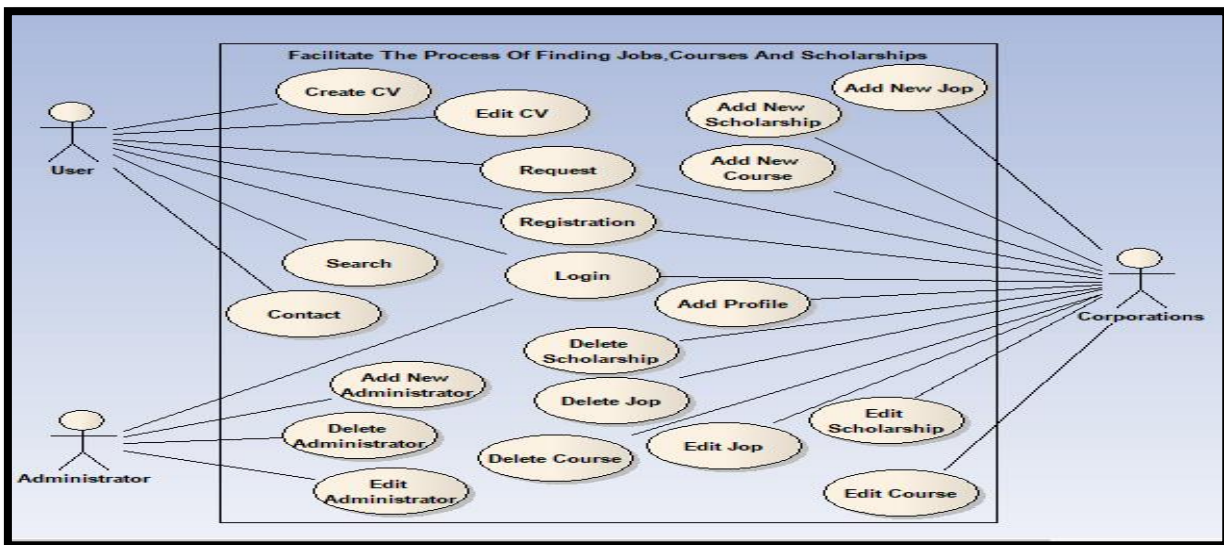 Facilitate The Process Of Finding Jobs,Courses And Scholarships
Create CV
Edit CV
Add New
Scholarship
Add New Jop
User
Request
Add New
Course
Registration
Search
Login
Contact
Add Profile
Corporations
Delete
Scholarship
Add New
Administrator
Delete Jop
Delete
Administrator
Delete Course
Edit Jop
Edit
Scholarship
Administrator
Edit
Administrator
Edit Course